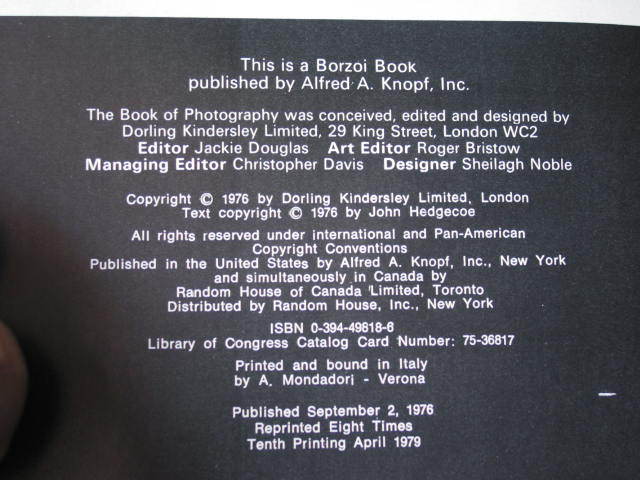 This is a Borzoi Book
published by Alfred A. Knopf, Inc.
The Book of Photography was conceived, edited and designed by
Dorling Kindersley Limited, 29 King Street, London WC2
Editor Jackie Douglas Art Editor Roger Bristow
Managing Editor Christopher Davis Designer Sheilagh Noble
Copyright © 1976 by Dorling Kindersley Limited, London
Text copyright © 1976 by John Hedgecoe
All rights reserved under international and Pan-American
Copyright Conventions
Published in the United States by Alfred A. Knopf, Inc., New York
and simultaneously in Canada by
Random House of Canada Limited, Toronto
Distributed by Random House, Inc., New York
ISBN 0-394-49818-6
Library of Congress Catalog Card Number: 75-36817
Printed and bound in Italy
by A. Mondadori - Verona
Published September 2, 1976
Reprinted Eight Times
Tenth Printing April 1979